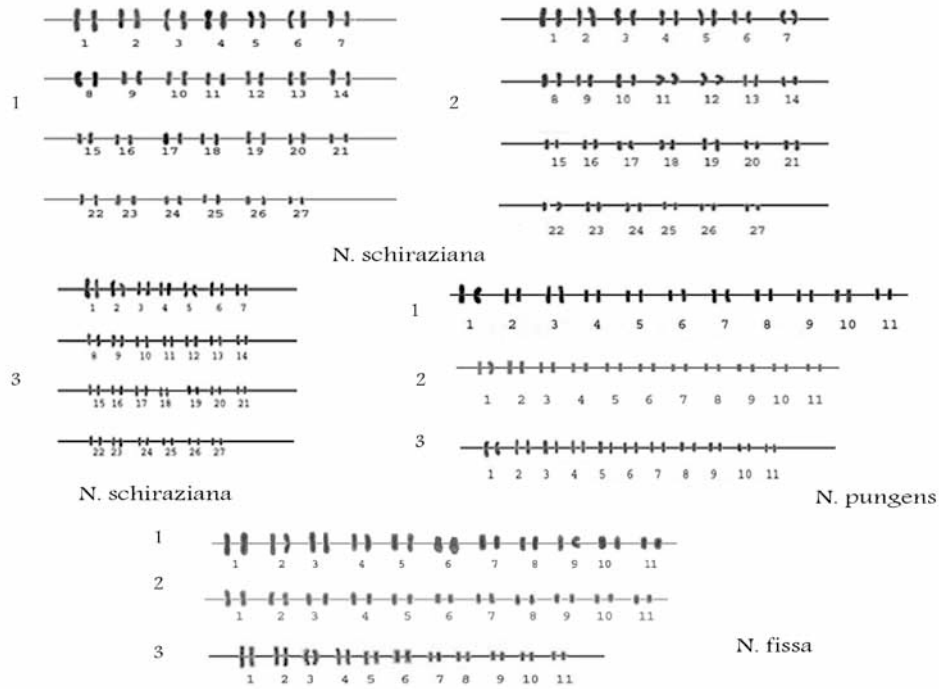 1
1 2 3 4 5 6 7
8 9 10 11 12 13 14
15 16 17 18 19 20 21
22 23 24 25 26 27
2
1 2 3 4 5 6 7
8 9 10 11 12 13 14
15 16 17 18 19 20 21
22 23 24 25 26 27
N. schiraziana
3
1 2 3 4 5 6 7
8 9 10 11 12 13 14
15 16 17 18 19 20 21
22 23 24 25 26 27
N. schiraziana
1
1 2 3 4 5 6 7 8 9 10 11
2
1 2 3 4 5 6 7 8 9 10 11
3
1 2 3 4 5 6 7 8 9 10 11
N. pungens
1
1 2 3 4 5 6 7 8 9 10 11
2
1 2 3 4 5 6 7 8 9 10 11
3
1 2 3 4 5 6 7 8 9 10 11
N. fissa